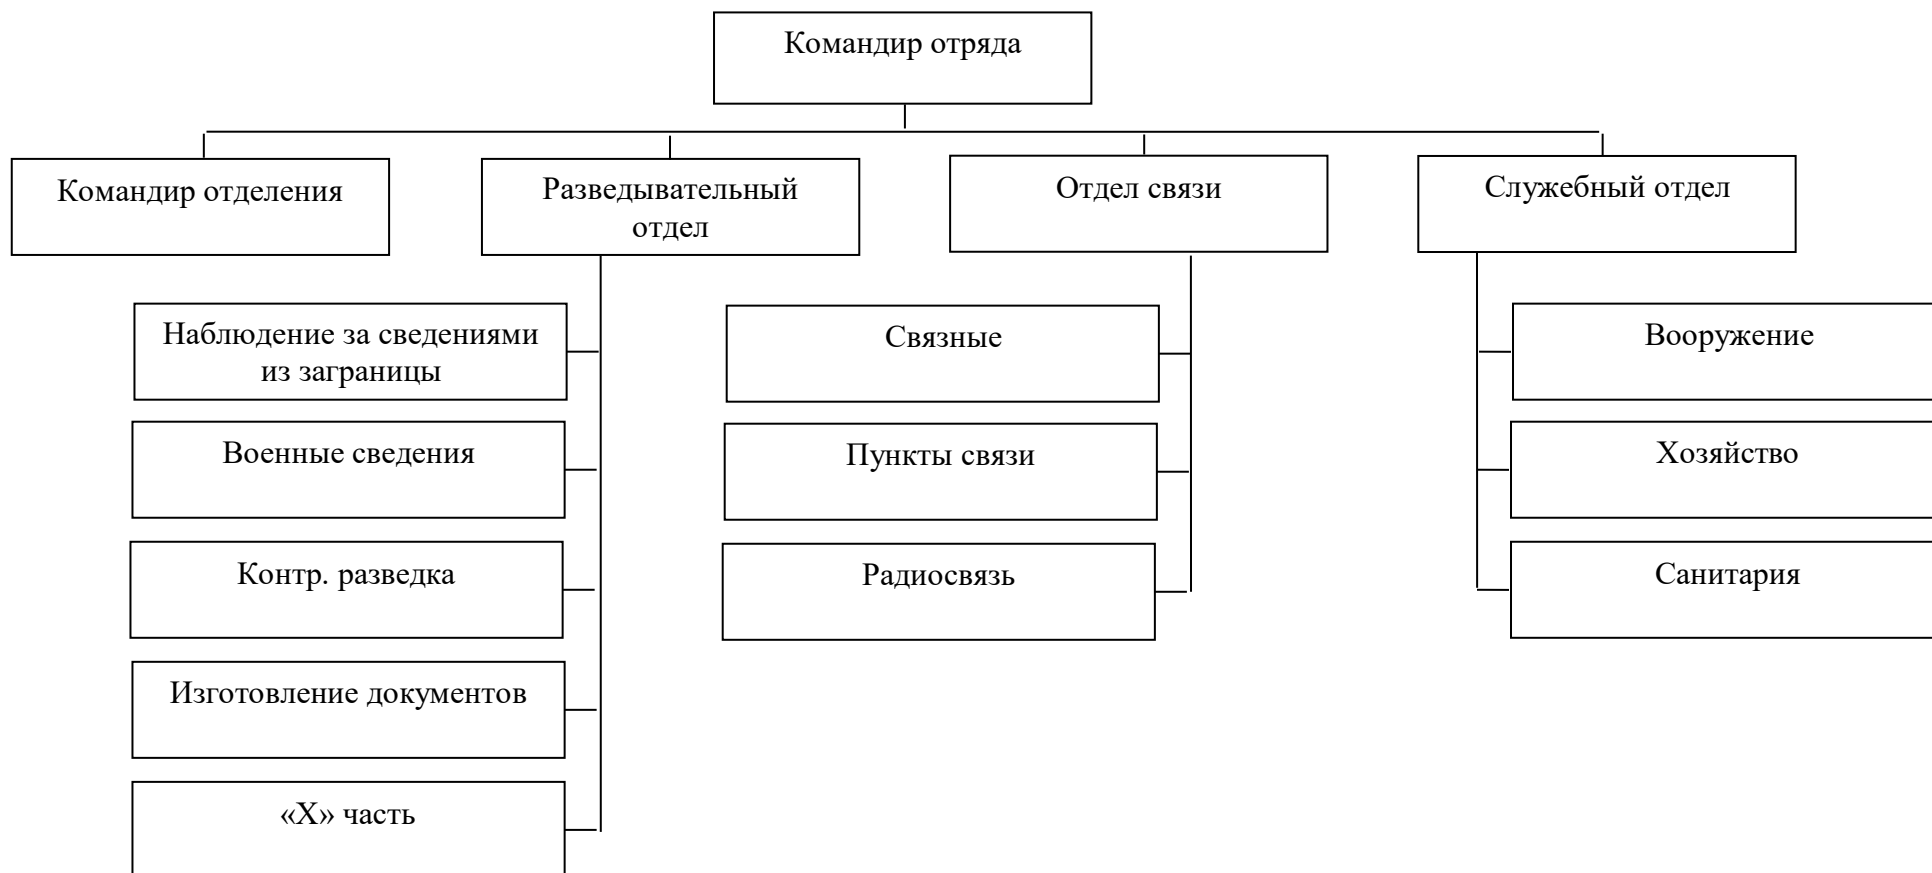 Командир отряда
Командир отделения
Разведывательный
отдел
Отдел связи
Служебный отдел
Наблюдение за сведениями
из заграницы
Военные сведения
Контр. разведка
Изготовление документов
«Х» часть
Связные
Пункты связи
Радиосвязь
Вооружение
Хозяйство
Санитария